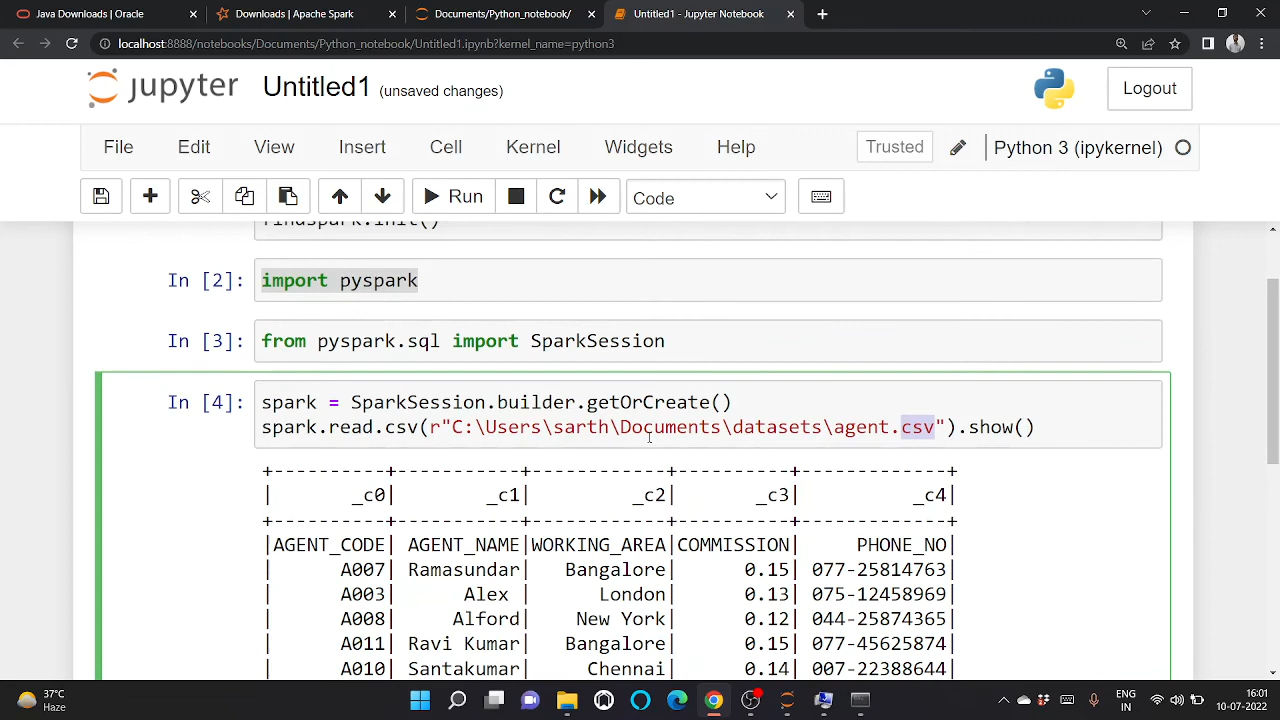 Java Downloads | Oracle
Downloads | Apache Spark
Documents/Python_notebook/
Untitled1 - Jupyter Notebook
localhost:8888/notebooks/Documents/Python_notebook/Untitled1.ipynb?kernel_name=python3
jupyter Untitled1 (unsaved changes)
Logout
File Edit View Insert Cell Kernel Widgets Help
Trusted
Python 3 (ipykernel)
Run
Code
findspark.init()
In [2]: import pyspark
In [3]: from pyspark.sql import SparkSession
In [4]: spark = SparkSession.builder.getOrCreate()
spark.read.csv(r"C:\Users\sarth\Documents\datasets\agent.csv").show()
+----------+----------+------------+----------+------------+
|       _c0|       _c1|         _c2|       _c3|         _c4|
+----------+----------+------------+----------+------------+
|AGENT_CODE| AGENT_NAME|WORKING_AREA|COMMISSION|    PHONE_NO|
|      A007| Ramasundar|   Bangalore|      0.15| 077-25814763|
|      A003|      Alex |      London|      0.13| 075-12458969|
|      A008|     Alford|    New York|      0.12| 044-25874365|
|      A011| Ravi Kumar|   Bangalore|      0.15| 077-45625874|
|      A010| Santakumar|     Chennai|      0.14| 007-22388644|
37°C
Haze
ENG
IN
16:01
10-07-2022